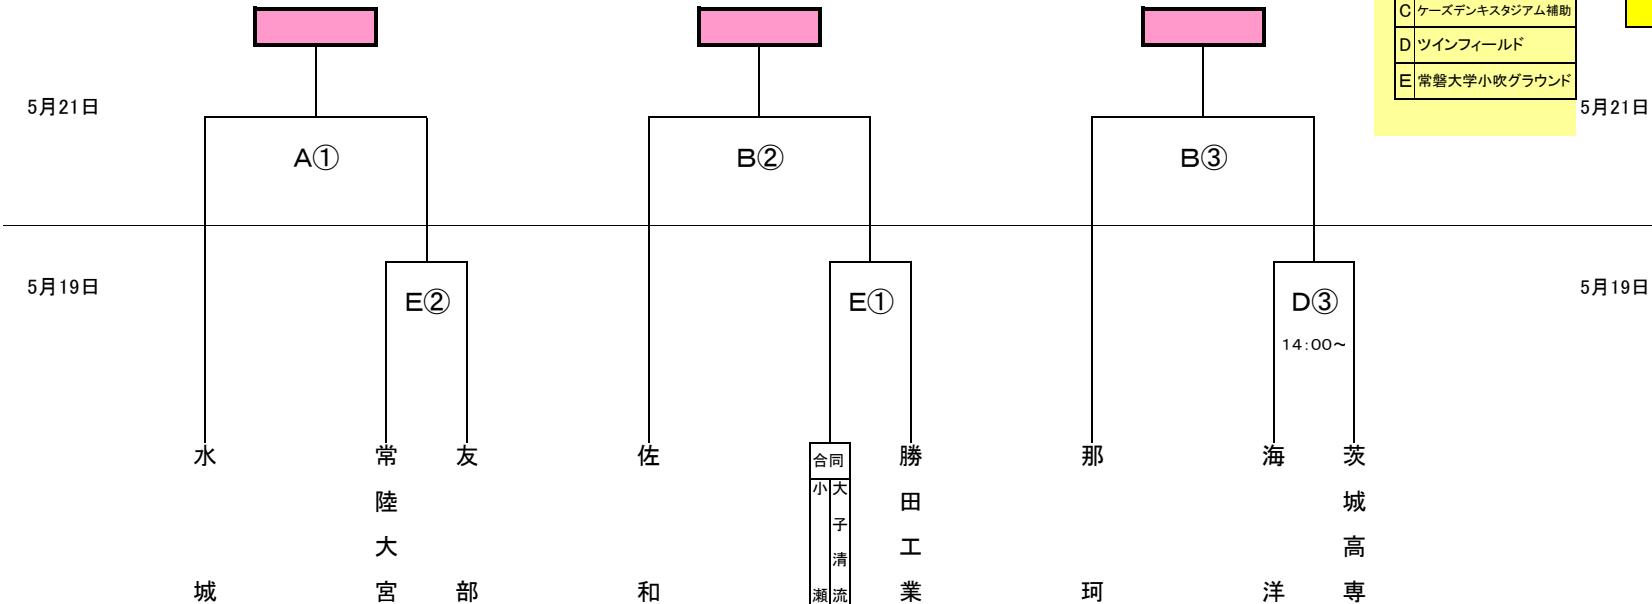 C ケーズデンキスタジアム補助
D ツインフィールド
E 常磐大学小吹グラウンド
5月21日
5月21日
A①
B②
B③
5月19日
5月19日
E②
E①
D③
14:00~
水城
常陸大宮
友部
佐和
合同
小瀬
大子清流
勝田工業
那珂
海洋
茨城高専